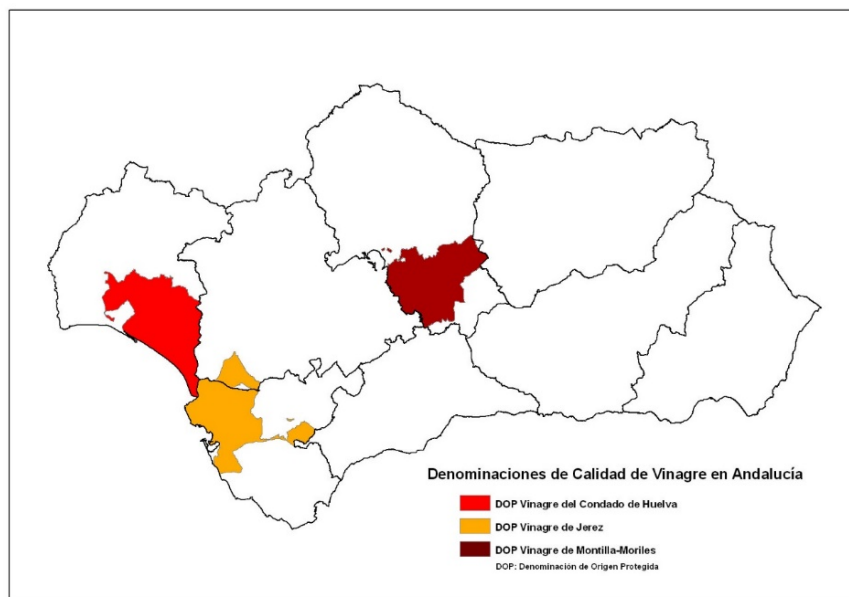 Denominaciones de Calidad de Vinagre en Andalucía
DOP Vinagre del Condado de Huelva
DOP Vinagre de Jerez
DOP Vinagre de Montilla-Moriles
DOP: Denominación de Origen Protegida